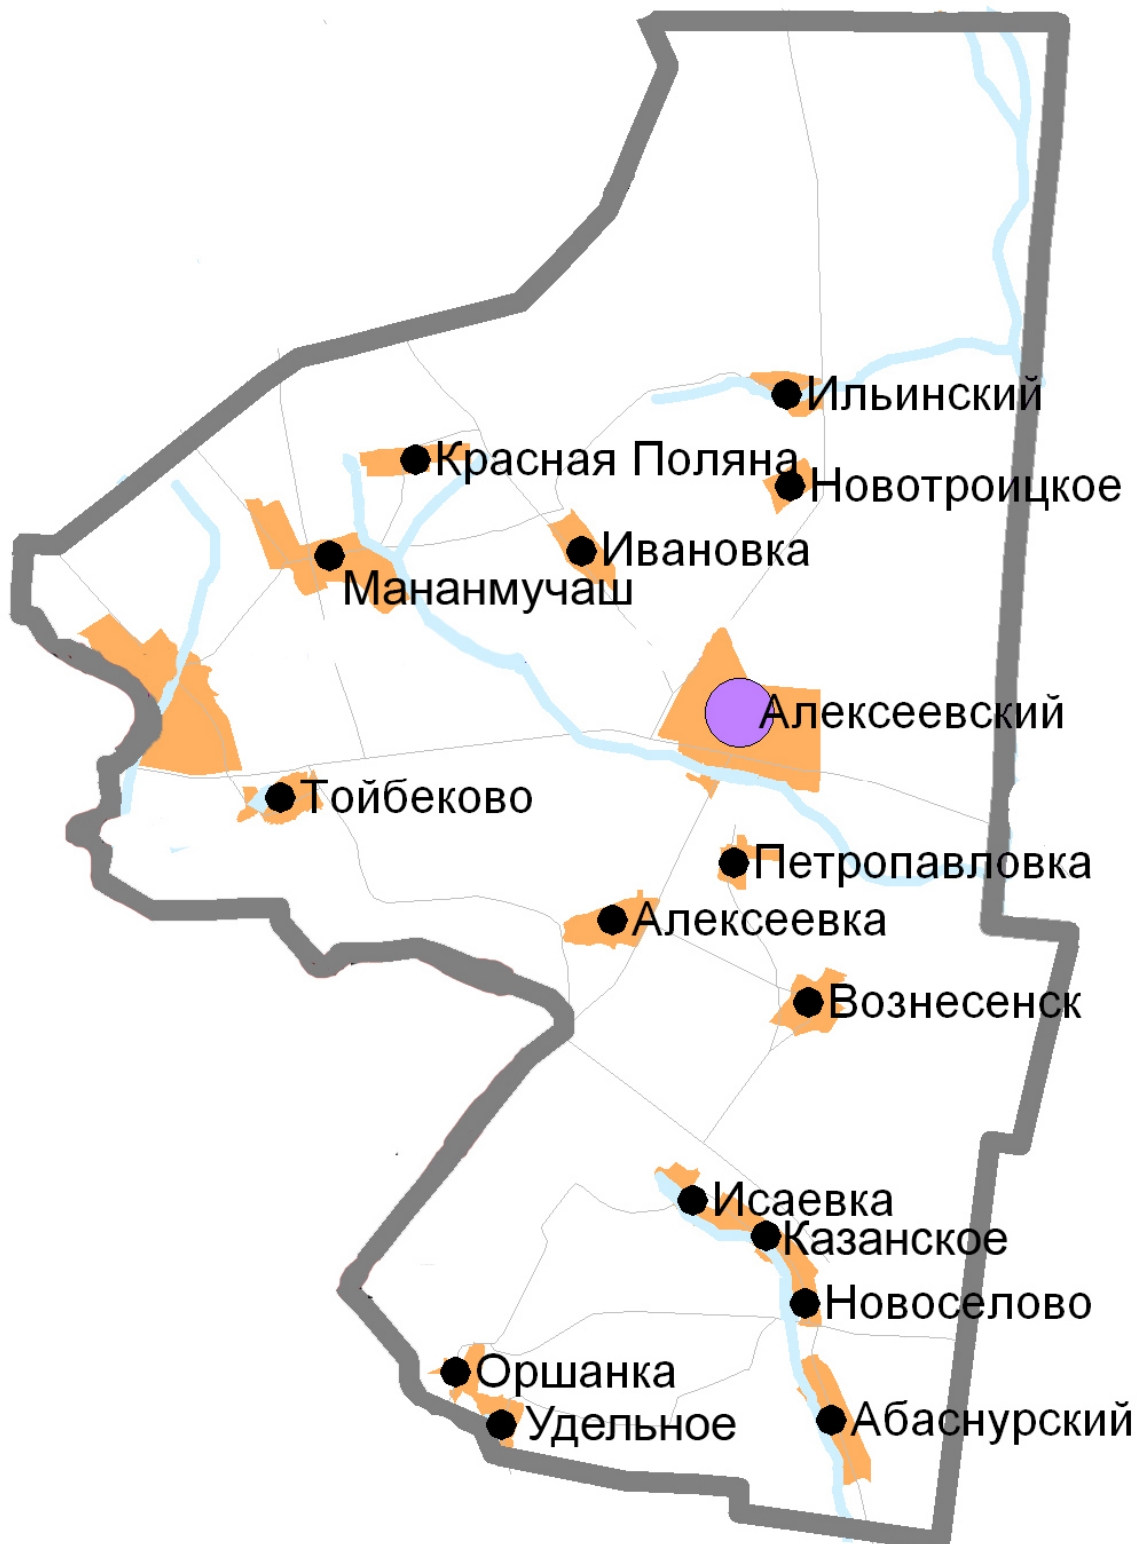 Ильинский
Красная Поляна
Новотроицкое
Ивановка
Мананмучаш
Алексеевский
Тойбеково
Петропавловка
Алексеевка
Вознесенск
Исаевка
Казанское
Новоселово
Оршанка
Абаснурский
Удельное